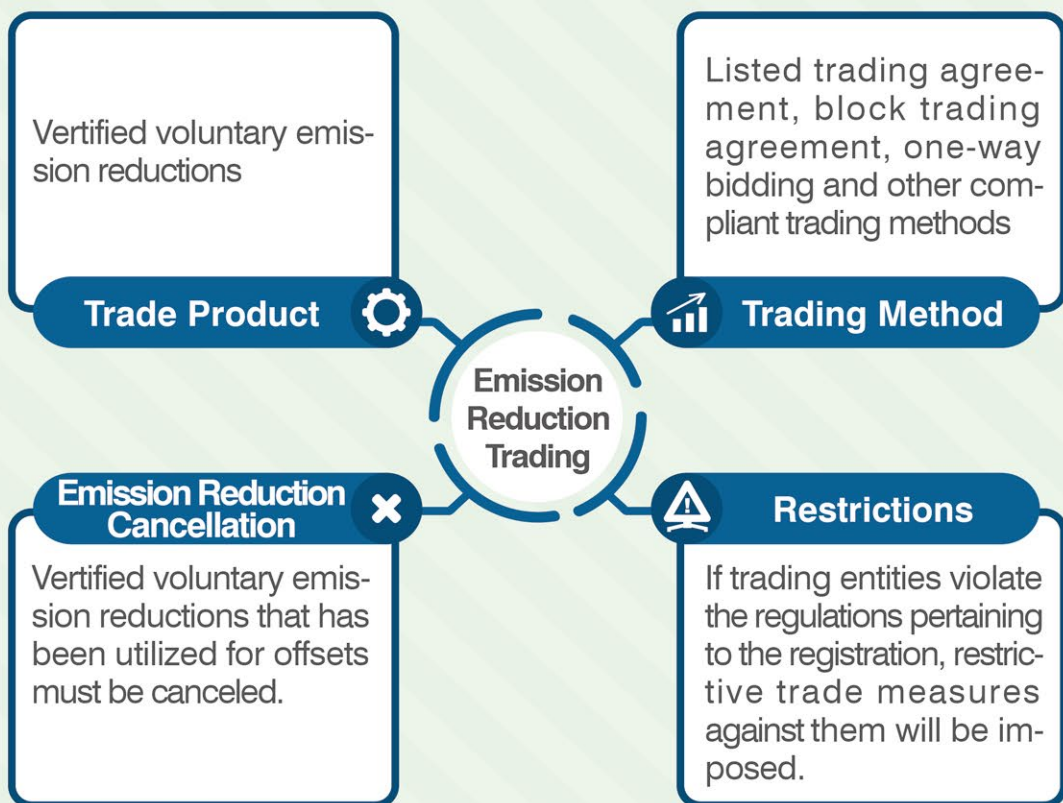 Vertified voluntary emis-
sion reductions
Trade Product
Listed trading agree-
ment, block trading
agreement, one-way
bidding and other com-
pliant trading methods
Trading Method
Emission
Reduction
Trading
Emission Reduction
Cancellation
Vertified voluntary emis-
sion reductions that has
been utilized for offsets
must be canceled.
Restrictions
If trading entities violate
the regulations pertaining
to the registration, restric-
tive trade measures
against them will be im-
posed.